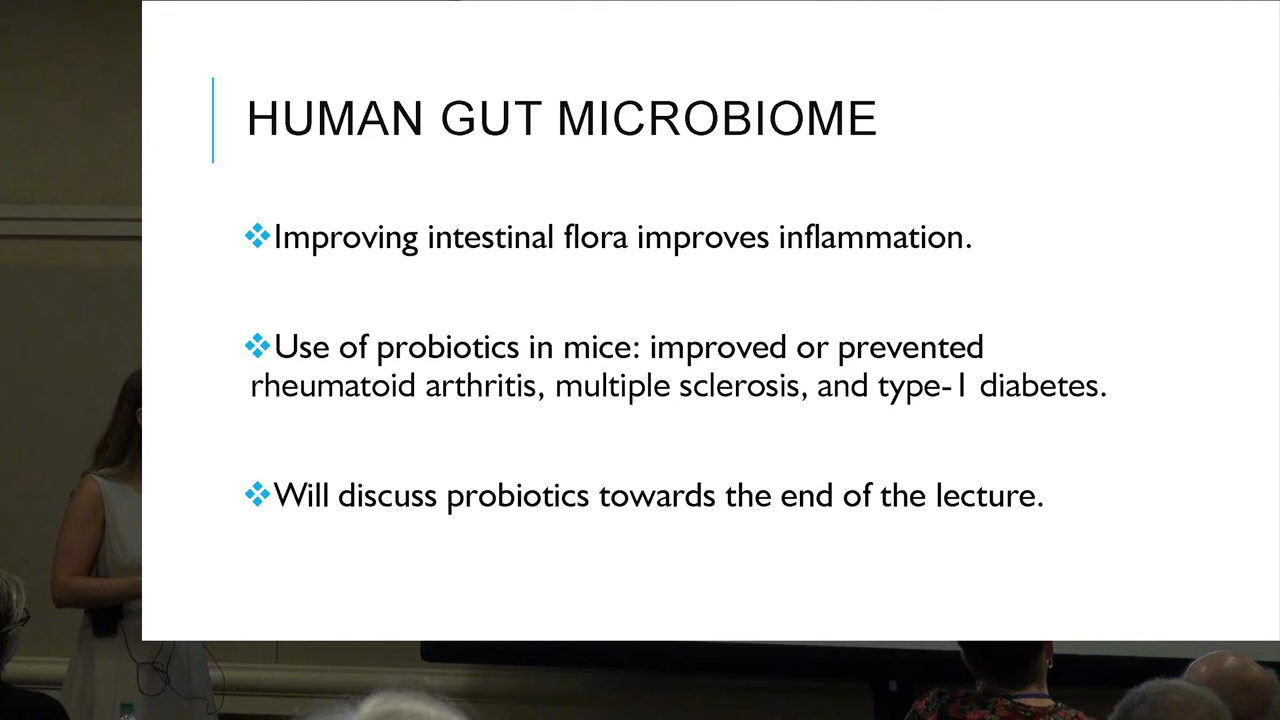 HUMAN GUT MICROBIOME
❖Improving intestinal flora improves inflammation.
❖Use of probiotics in mice: improved or prevented
rheumatoid arthritis, multiple sclerosis, and type-1 diabetes.
❖Will discuss probiotics towards the end of the lecture.